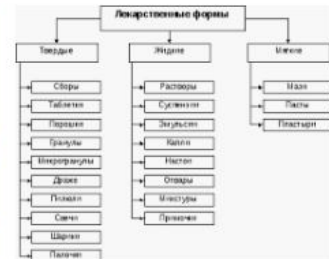 Лекарственные формы
Твердые
Жидкие
Мягкие
Сборы
Таблетки
Порошки
Гранулы
Микрогранулы
Драже
Пилюли
Свечи
Шарики
Палочки
Растворы
Суспензии
Эмульсии
Капли
Настои
Отвары
Микстуры
Примочки
Мази
Пасты
Пластыри